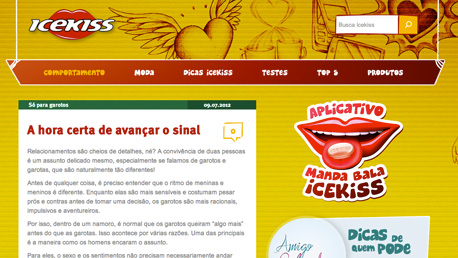 ICEKISS
Busca Icekiss
COMPORTAMENTO MODA DICAS ICEKISS TESTES TOP 5 PRODUTOS
Só para garotos 09.07.2012
A hora certa de avançar o sinal
0
Relacionamentos são cheios de detalhes, né? A convivência de duas pessoas
é um assunto delicado mesmo, especialmente se falamos de garotos e
garotas, que são naturalmente tão diferentes!
Antes de qualquer coisa, é preciso entender que o ritmo de meninas e
meninos é diferente. Enquanto elas são mais sensíveis e costumam pesar
prós e contras antes de tomar uma decisão, os garotos são mais racionais,
impulsivos e aventureiros.
Por isso, dentro de um namoro, é normal que os garotos queiram "algo mais"
antes do que as garotas. Isso acontece por várias razões. Uma das principais
é a maneira como os homens encaram o assunto.
Para eles, o sexo e os sentimentos não precisam necessariamente andar
APLICATIVO
MANDA BALA
ICEKISS
Amigo
DICAS DE
QUEM PODE